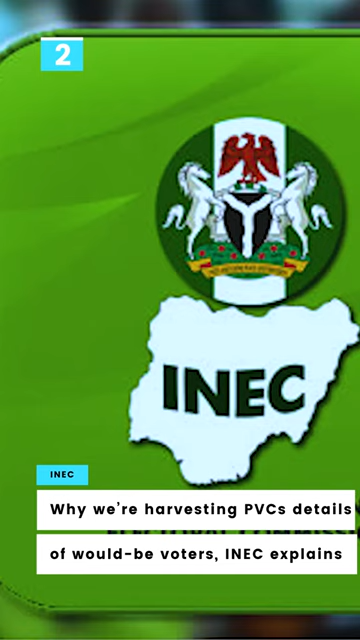 2
INEC
INEC
Why we're harvesting PVCs details
of would-be voters, INEC explains